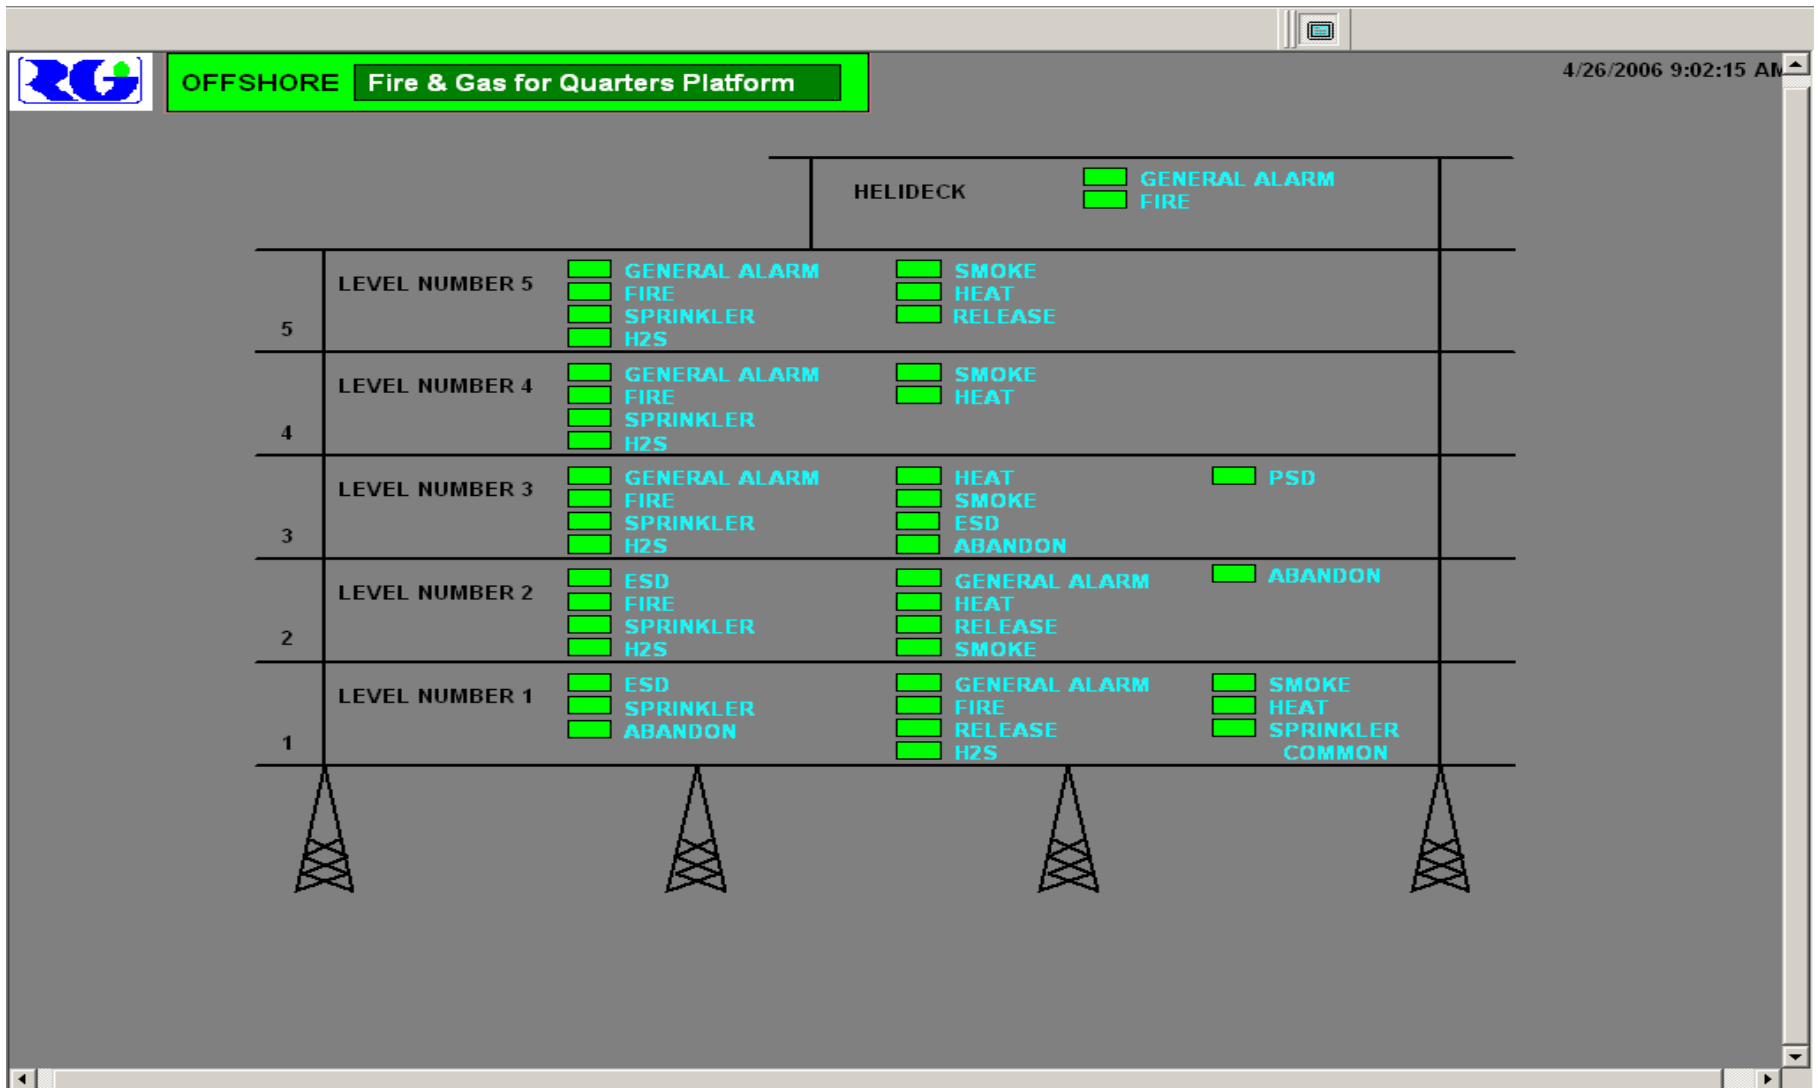 RG
OFFSHORE Fire & Gas for Quarters Platform
4/26/2006 9:02:15 AM
HELIDECK
GENERAL ALARM
FIRE
LEVEL NUMBER 5
5
GENERAL ALARM
FIRE
SPRINKLER
H2S
SMOKE
HEAT
RELEASE
LEVEL NUMBER 4
4
GENERAL ALARM
FIRE
SPRINKLER
H2S
SMOKE
HEAT
LEVEL NUMBER 3
3
GENERAL ALARM
FIRE
SPRINKLER
H2S
HEAT
SMOKE
ESD
ABANDON
PSD
LEVEL NUMBER 2
2
ESD
FIRE
SPRINKLER
H2S
GENERAL ALARM
HEAT
RELEASE
SMOKE
ABANDON
LEVEL NUMBER 1
1
ESD
SPRINKLER
ABANDON
GENERAL ALARM
FIRE
RELEASE
H2S
SMOKE
HEAT
SPRINKLER
COMMON